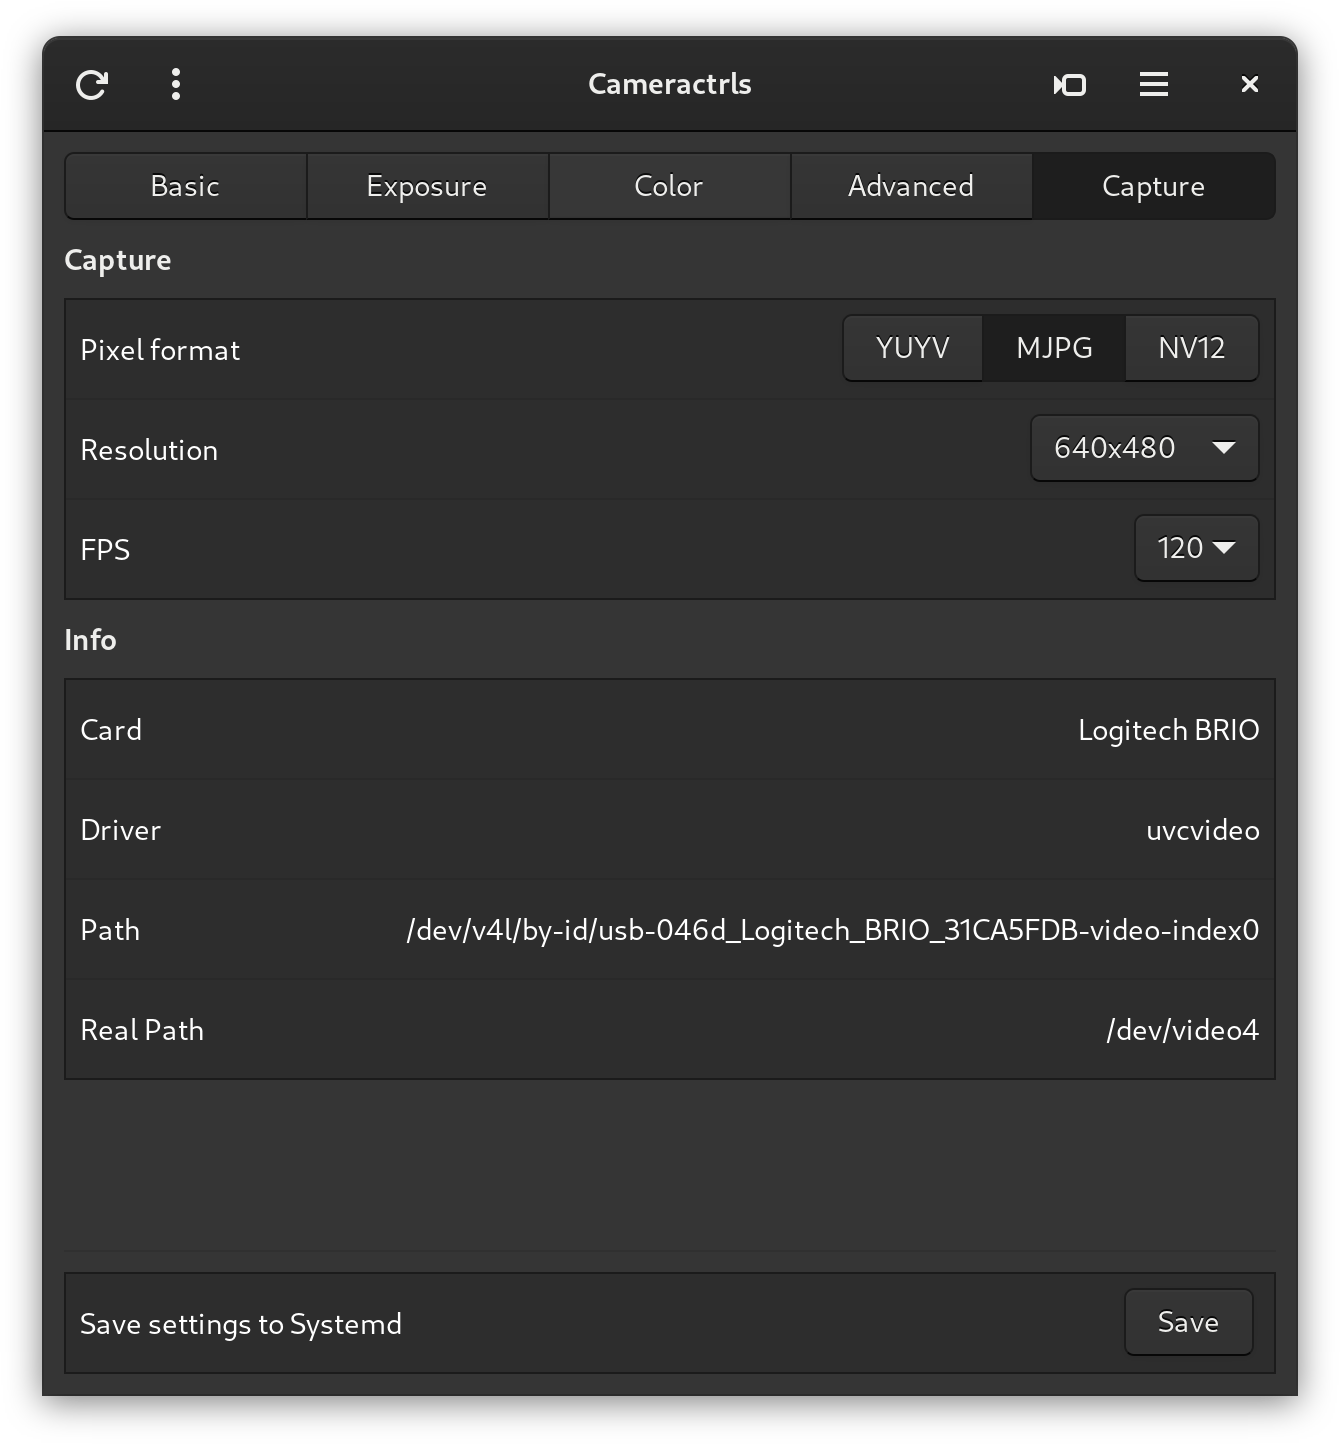 Cameractrls
Basic Exposure Color Advanced Capture
Capture
Pixel format YUYV MJPG NV12
Resolution 640x480
FPS 120
Info
Card Logitech BRIO
Driver uvcvideo
Path /dev/v4l/by-id/usb-046d_Logitech_BRIO_31CA5FDB-video-index0
Real Path /dev/video4
Save settings to Systemd Save